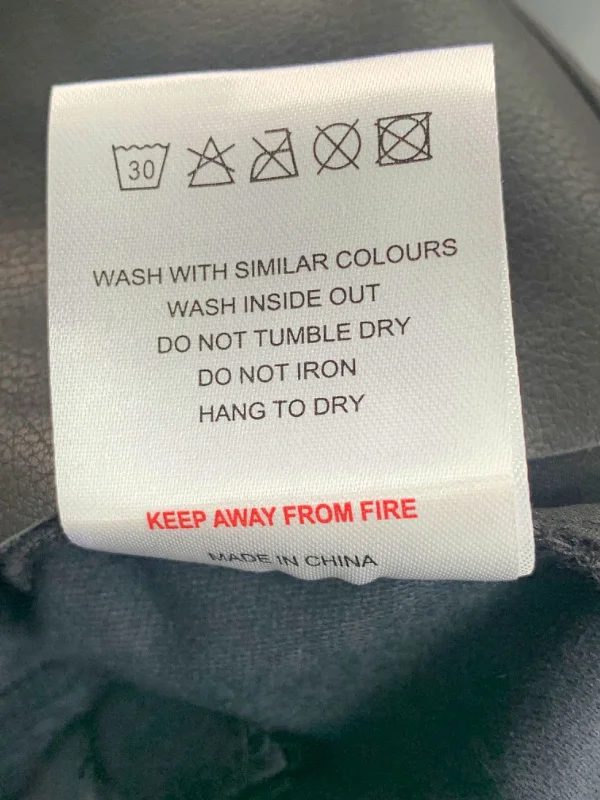 30
WASH WITH SIMILAR COLOURS
WASH INSIDE OUT
DO NOT TUMBLE DRY
DO NOT IRON
HANG TO DRY
KEEP AWAY FROM FIRE
MADE IN CHINA